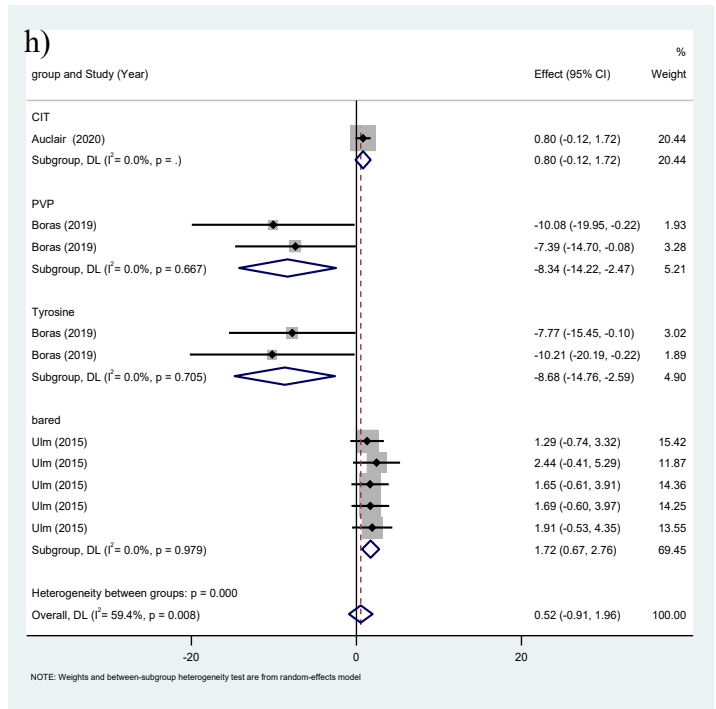 h)
%
group and Study (Year) Effect (95% CI) Weight
CIT
Auclair (2020) 0.80 (-0.12, 1.72) 20.44
Subgroup, DL (I²= 0.0%, p = .) 0.80 (-0.12, 1.72) 20.44
PVP
Boras (2019) -10.08 (-19.95, -0.22) 1.93
Boras (2019) -7.39 (-14.70, -0.08) 3.28
Subgroup, DL (I²= 0.0%, p = 0.667) -8.34 (-14.22, -2.47) 5.21
Tyrosine
Boras (2019) -7.77 (-15.45, -0.10) 3.02
Boras (2019) -10.21 (-20.19, -0.22) 1.89
Subgroup, DL (I²= 0.0%, p = 0.705) -8.68 (-14.76, -2.59) 4.90
bared
Ulm (2015) 1.29 (-0.74, 3.32) 15.42
Ulm (2015) 2.44 (-0.41, 5.29) 11.87
Ulm (2015) 1.65 (-0.61, 3.91) 14.36
Ulm (2015) 1.69 (-0.60, 3.97) 14.25
Ulm (2015) 1.91 (-0.53, 4.35) 13.55
Subgroup, DL (I²= 0.0%, p = 0.979) 1.72 (0.67, 2.76) 69.45
Heterogeneity between groups: p = 0.000
Overall, DL (I²= 59.4%, p = 0.008) 0.52 (-0.91, 1.96) 100.00
-20 0 20
NOTE: Weights and between-subgroup heterogeneity test are from random-effects model